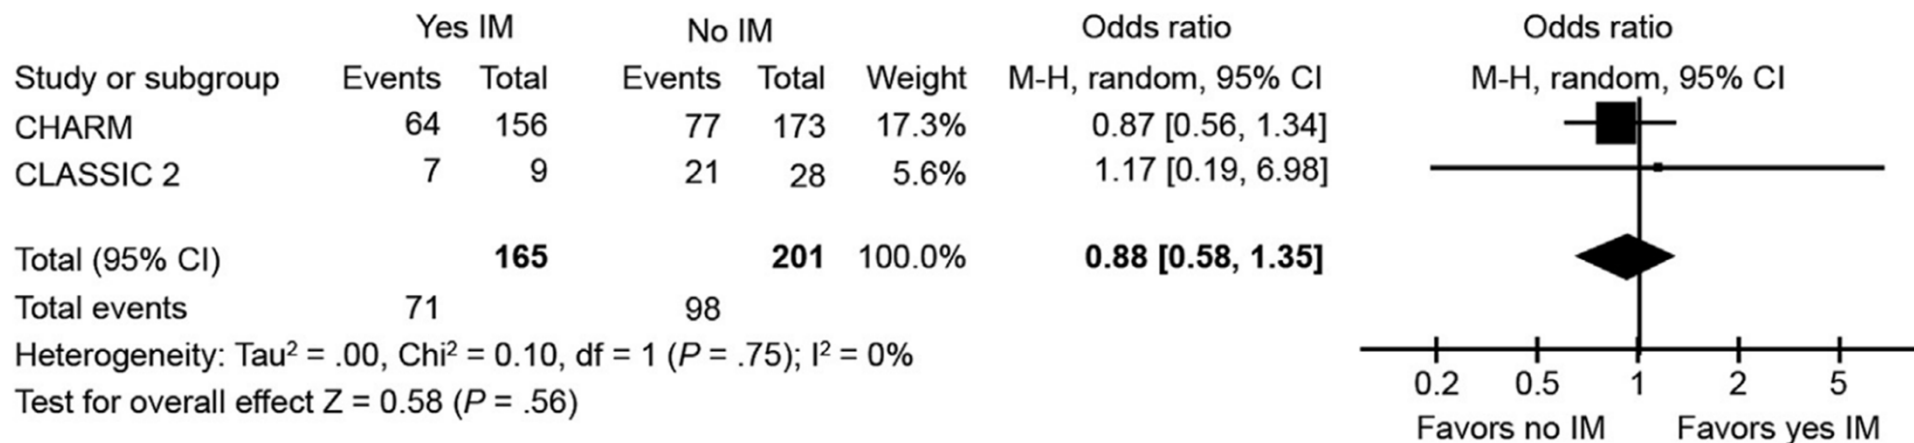 Yes IM No IM Odds ratio Odds ratio
Study or subgroup Events Total Events Total Weight M-H, random, 95% CI M-H, random, 95% CI
CHARM 64 156 77 173 17.3% 0.87 [0.56, 1.34]
CLASSIC 2 7 9 21 28 5.6% 1.17 [0.19, 6.98]
Total (95% CI) 165 201 100.0% 0.88 [0.58, 1.35]
Total events 71 98
Heterogeneity: Tau² = .00, Chi² = 0.10, df = 1 (P = .75); I² = 0%
Test for overall effect Z = 0.58 (P = .56)
0.2 0.5 1 2 5
Favors no IM Favors yes IM